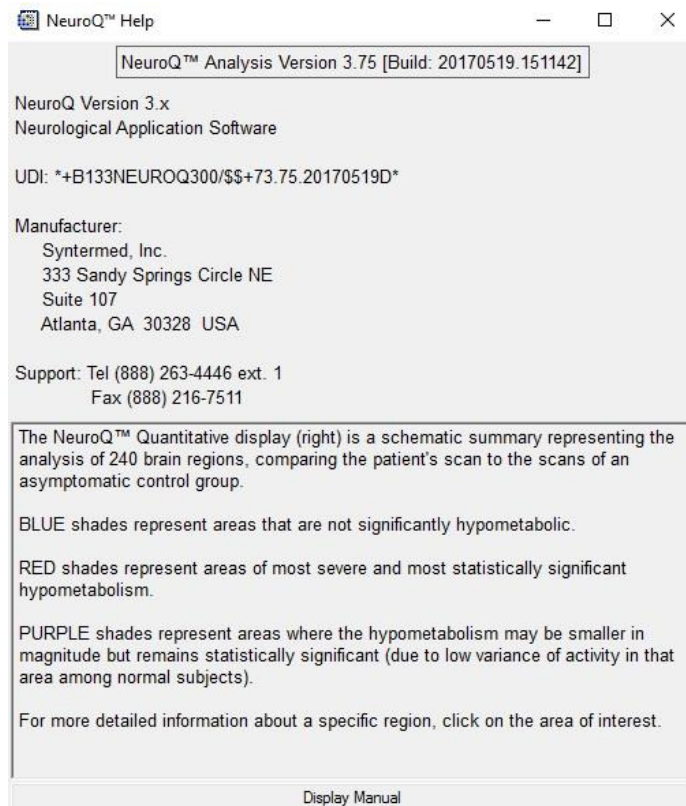 NeuroQ™ Help
NeuroQ™ Analysis Version 3.75 [Build: 20170519.151142]
NeuroQ Version 3.x
Neurological Application Software
UDI: *+B133NEUROQ300/$$+73.75.20170519D*
Manufacturer:
Syntermed, Inc.
333 Sandy Springs Circle NE
Suite 107
Atlanta, GA 30328 USA
Support: Tel (888) 263-4446 ext. 1
Fax (888) 216-7511
The NeuroQ™ Quantitative display (right) is a schematic summary representing the
analysis of 240 brain regions, comparing the patient's scan to the scans of an
asymptomatic control group.
BLUE shades represent areas that are not significantly hypometabolic.
RED shades represent areas of most severe and most statistically significant
hypometabolism.
PURPLE shades represent areas where the hypometabolism may be smaller in
magnitude but remains statistically significant (due to low variance of activity in that
area among normal subjects).
For more detailed information about a specific region, click on the area of interest.
Display Manual